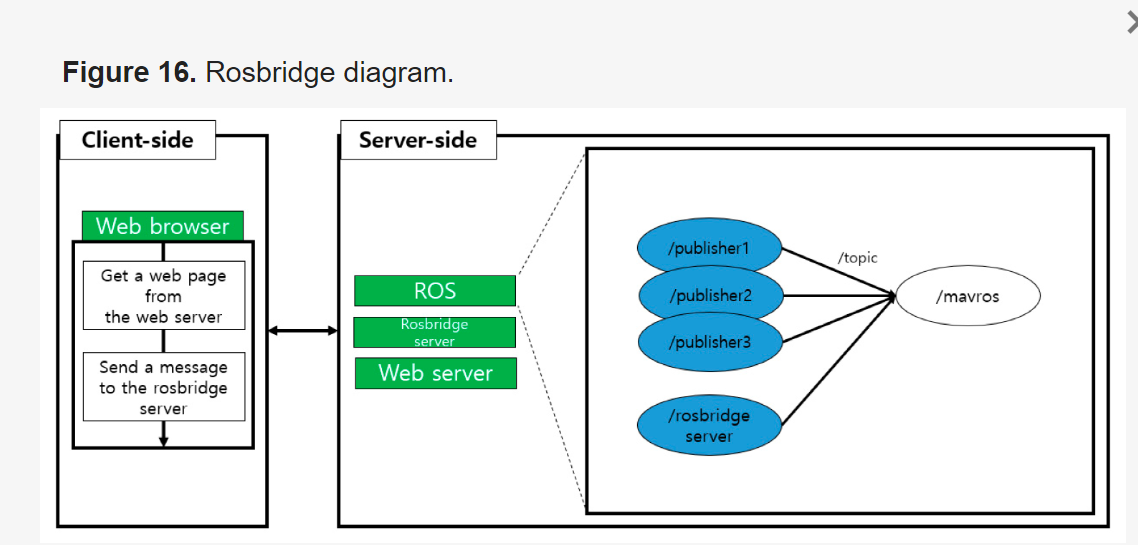 Figure 16. Rosbridge diagram.
Client-side
Web browser
Get a web page
from
the web server
Send a message
to the rosbridge
server
Server-side
ROS
Rosbridge
server
Web server
/publisher1
/publisher2
/publisher3
/rosbridge
server
/topic
/mavros